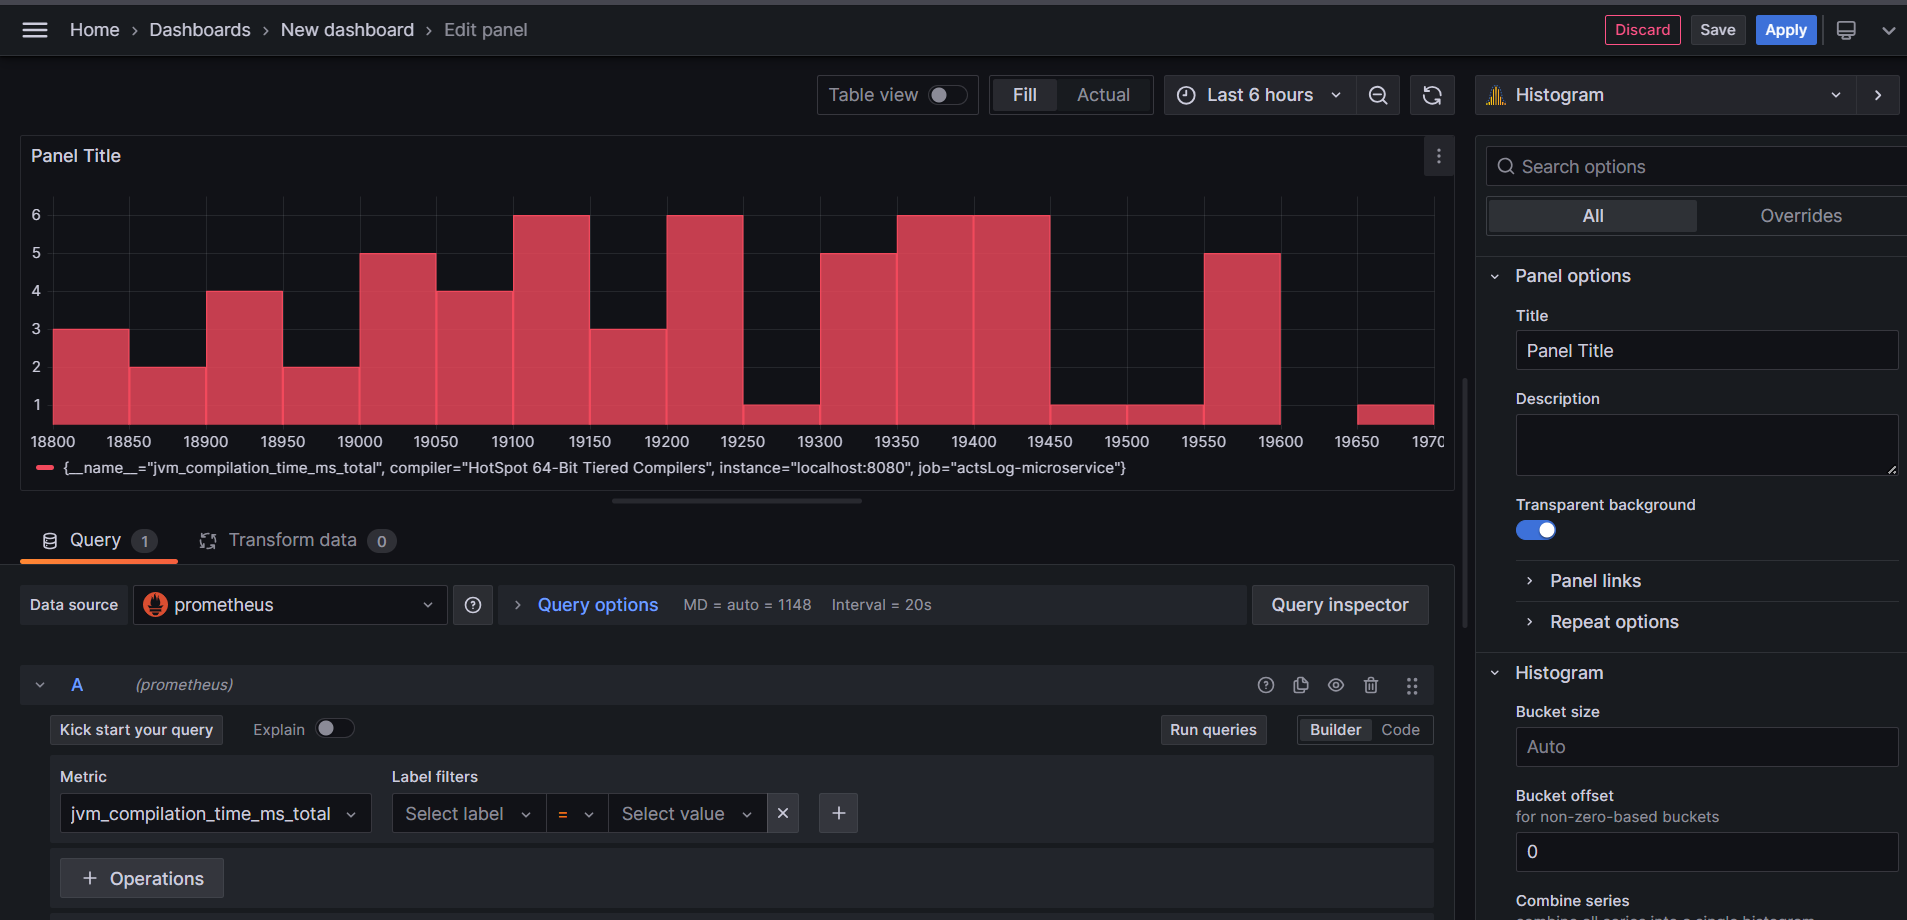 Home › Dashboards › New dashboard › Edit panel
Discard Save Apply
Table view Fill Actual Last 6 hours Histogram
Panel Title
6
5
4
3
2
1
18800 18850 18900 18950 19000 19050 19100 19150 19200 19250 19300 19350 19400 19450 19500 19550 19600 19650
{__name__="jvm_compilation_time_ms_total", compiler="HotSpot 64-Bit Tiered Compilers", instance="localhost:8080", job="actsLog-microservice"}
Query 1 Transform data 0
Data source prometheus Query options MD = auto = 1148 Interval = 20s Query inspector
A (prometheus)
Kick start your query Explain Run queries Builder Code
Metric Label filters
jvm_compilation_time_ms_total Select label = Select value
+ Operations
Search options
All Overrides
Panel options
Title
Panel Title
Description
Transparent background
Panel links
Repeat options
Histogram
Bucket size
Auto
Bucket offset
for non-zero-based buckets
0
Combine series